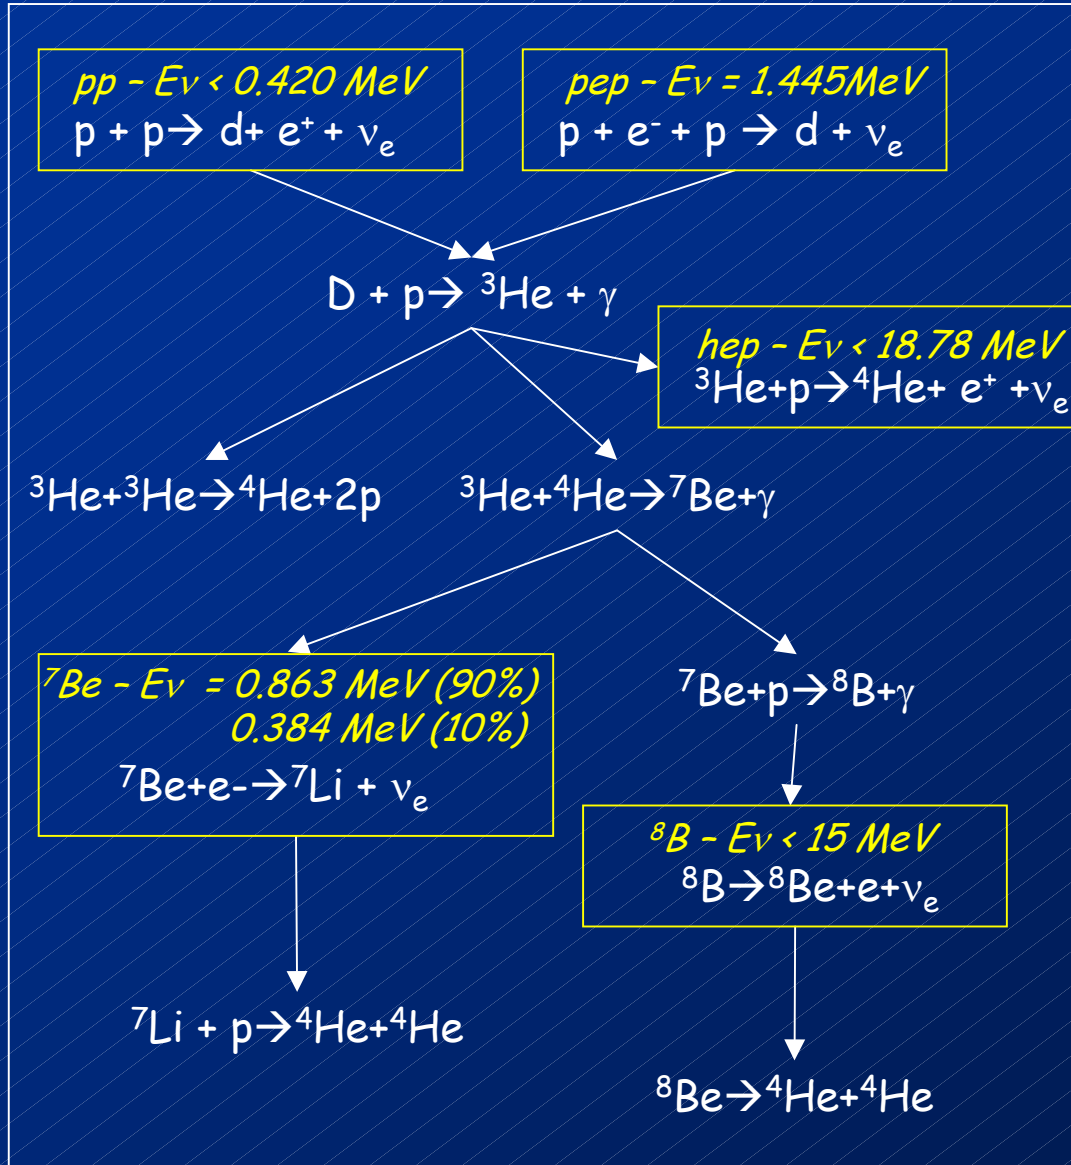 pp – Eν < 0.420 MeV
p + p→ d+ e⁺ + νₑ
pep – Eν = 1.445MeV
p + e⁻ + p → d + νₑ
D + p→ ³He + γ
hep – Eν < 18.78 MeV
³He+p→⁴He+ e⁺ +νₑ
³He+³He→⁴He+2p
³He+⁴He→⁷Be+γ
⁷Be – Eν = 0.863 MeV (90%)
0.384 MeV (10%)
⁷Be+e-→⁷Li + νₑ
⁷Be+p→⁸B+γ
⁸B – Eν < 15 MeV
⁸B→⁸Be+e+νₑ
⁷Li + p→⁴He+⁴He
⁸Be→⁴He+⁴He